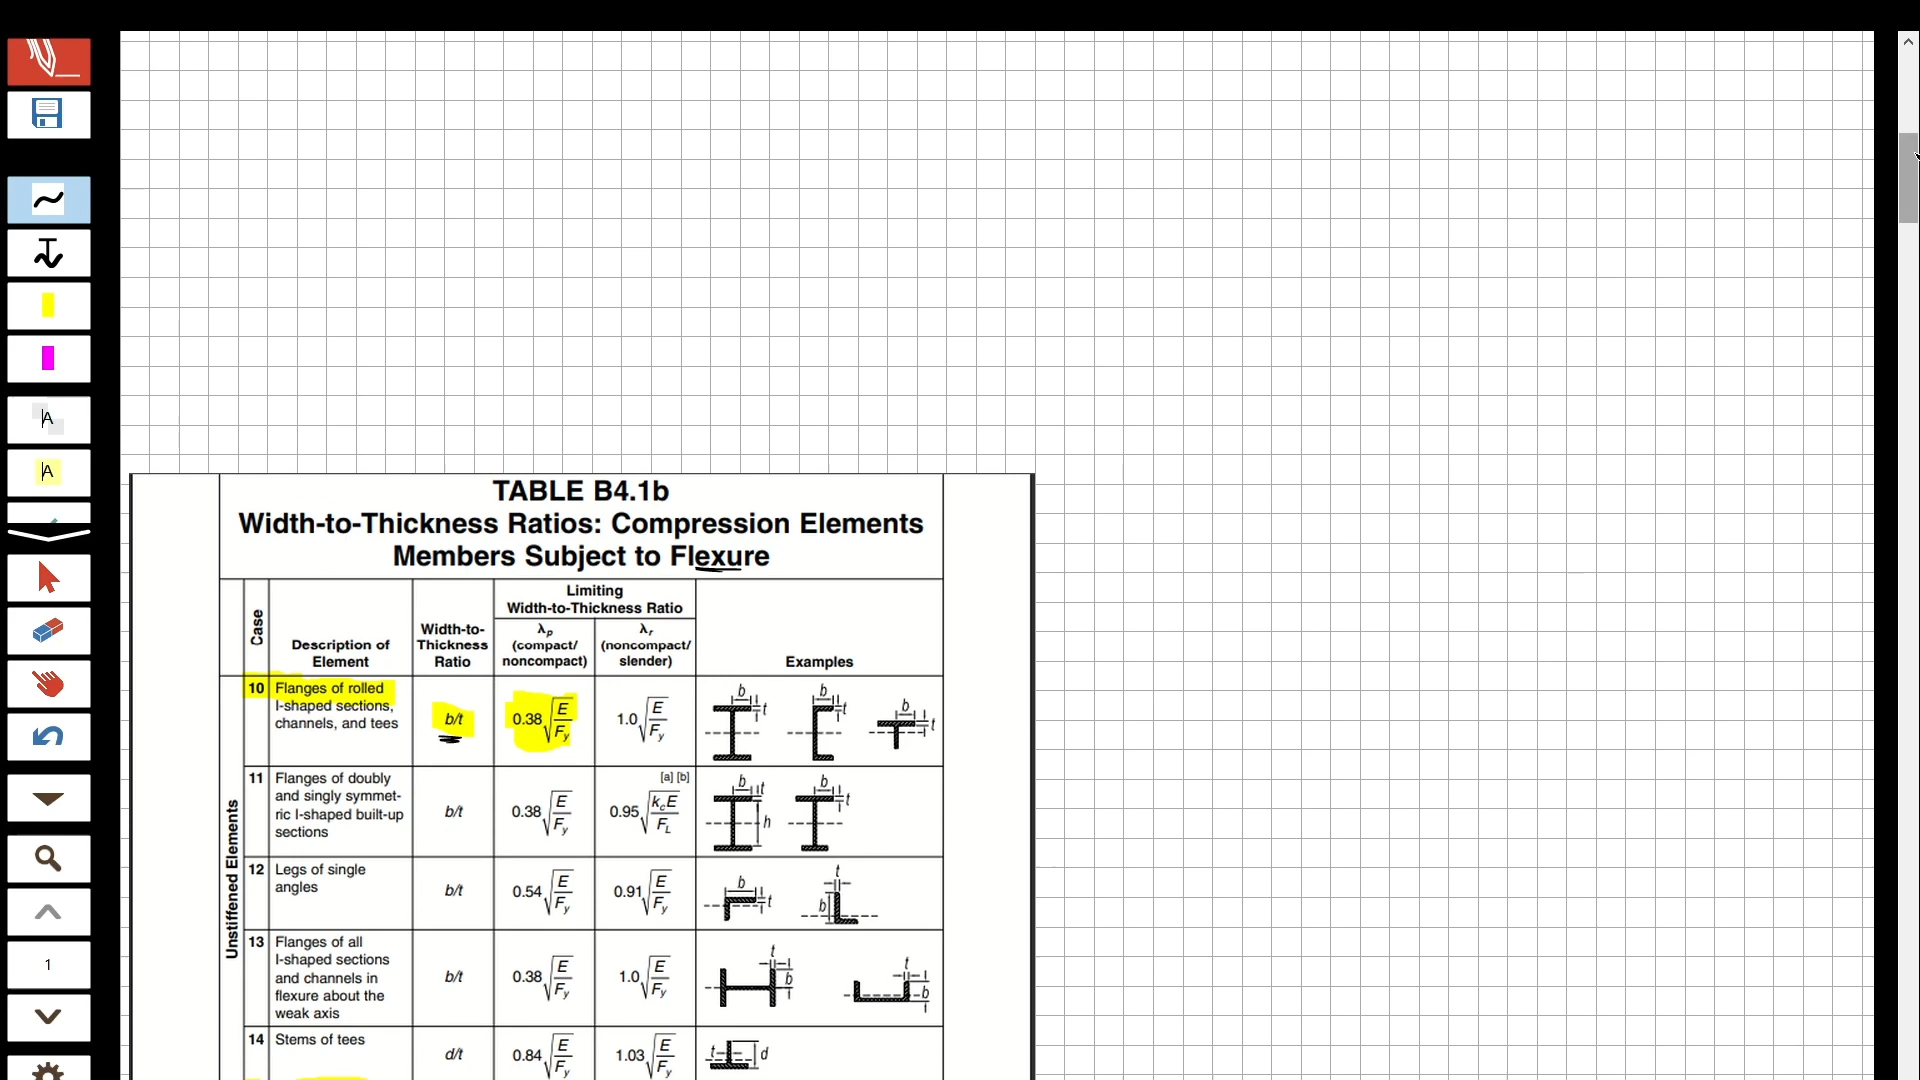 A
A
1
TABLE B4.1b
Width-to-Thickness Ratios: Compression Elements
Members Subject to Flexure
Case
Description of
Element
Width-to-
Thickness
Ratio
Limiting
Width-to-Thickness Ratio
λp
(compact/
noncompact)
λr
(noncompact/
slender)
Examples
Unstiffened Elements
10
Flanges of rolled
I-shaped sections,
channels, and tees
b/t
0.38√E/Fy
1.0√E/Fy
b t
b t
b t
11
Flanges of doubly
and singly symmet-
ric I-shaped built-up
sections
b/t
0.38√E/Fy
[a] [b]
0.95√kcE/FL
b t
h
b t
12
Legs of single
angles
b/t
0.54√E/Fy
0.91√E/Fy
b t
t
b
13
Flanges of all
I-shaped sections
and channels in
flexure about the
weak axis
b/t
0.38√E/Fy
1.0√E/Fy
t
b
t
b
14
Stems of tees
d/t
0.84√E/Fy
1.03√E/Fy
t d